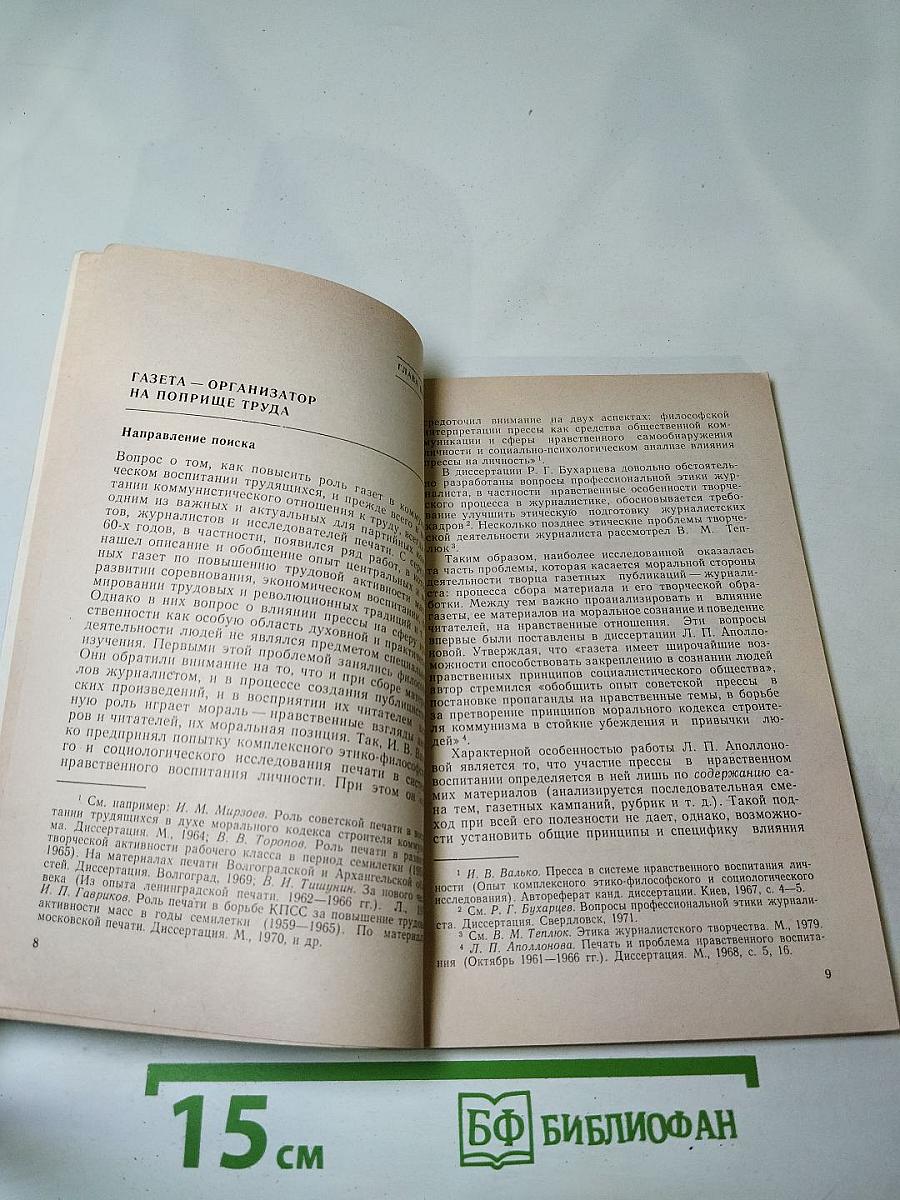 ГЛАВА
ГАЗЕТА — ОРГАНИЗАТОР
НА ПОПРИЩЕ ТРУДА
Направление поиска
Вопрос о том, как повысить роль газет в
ческом воспитании трудящихся, и прежде всего в
тании коммунистического отношения к труду,
одним из важных и актуальных для партийных
тов, журналистов и исследователей печати. С
60-х годов, в частности, появился ряд работ, в
нашел описание и обобщение опыт центральных и
ных газет по повышению трудовой активности
развитии соревнования, экономическом воспитании,
мировании трудовых и революционных традиций и
Однако в них вопрос о влиянии прессы на сферу
ственности как особую область духовной и
деятельности людей не являлся предметом
изучения. Первыми этой проблемой занялись
Они обратили внимание на то, что и при сборе
лов журналистом, и в процессе создания
ских произведений, и в восприятии их читателем
ную роль играет мораль — нравственные взгляды
ров и читателей, их моральная позиция. Так, И. В.
ко предпринял попытку комплексного
го и социологического исследования печати в
нравственного воспитания личности. При этом он
¹ См. например: И. М. Мирзоев. Роль советской печати в
тании трудящихся в духе морального кодекса строителя
ма. Диссертация. М., 1964; В. В. Торопов. Роль печати в
творческой активности рабочего класса в период семилетки
1965). На материалах печати Волгоградской и Архангельской
стей. Диссертация. Волгоград, 1969; В. И. Тишунин. За нового
века (Из опыта ленинградской печати. 1962—1966 гг.). Л.,
И. П. Гавриков. Роль печати в борьбе КПСС за повышение
активности масс в годы семилетки (1959—1965). По
московской печати. Диссертация. М., 1970, и др.
8
средоточил внимание на двух аспектах: философской
интерпретации прессы как средства общественной ком-
муникации и сферы нравственного самообнаружения
личности и социально-психологическом анализе влияния
прессы на личность»¹.
В диссертации Р. Г. Бухарцева довольно обстоятель-
но разработаны вопросы профессиональной этики жур-
налиста, в частности нравственные особенности творче-
ского процесса в журналистике, обосновывается требо-
вание улучшить этическую подготовку журналистских
кадров². Несколько позднее этические проблемы творче-
ской деятельности журналиста рассмотрел В. М. Теп-
люк³.
Таким образом, наиболее исследованной оказалась
та часть проблемы, которая касается моральной стороны
деятельности творца газетных публикаций — журнали-
ста: процесса сбора материала и его творческой обра-
ботки. Между тем важно проанализировать и влияние
газеты, ее материалов на моральное сознание и поведение
читателей, на нравственные отношения. Эти вопросы
впервые были поставлены в диссертации Л. П. Аполло-
новой. Утверждая, что «газета имеет широчайшие воз-
можности способствовать закреплению в сознании людей
нравственных принципов социалистического общества»,
автор стремился «обобщить опыт советской прессы в
постановке пропаганды на нравственные темы, в борьбе
за претворение принципов морального кодекса строите-
ля коммунизма в стойкие убеждения и привычки лю-
дей»⁴.
Характерной особенностью работы Л. П. Аполлоно-
вой является то, что участие прессы в нравственном
воспитании определяется в ней лишь по содержанию са-
мих материалов (анализируется последовательная сме-
на тем, газетных кампаний, рубрик и т. д.). Такой под-
ход при всей его полезности не дает, однако, возможно-
сти установить общие принципы и специфику влияния
¹ И. В. Валько. Пресса в системе нравственного воспитания лич-
ности (Опыт комплексного этико-философского и социологического
исследования). Автореферат канд. диссертации. Киев, 1967, с. 4—5.
² См. Р. Г. Бухарцев. Вопросы профессиональной этики журнали-
ста. Диссертация. Свердловск, 1971.
³ См. В. М. Теплюк. Этика журналистского творчества. М., 1979.
⁴ Л. П. Аполлонова. Печать и проблема нравственного воспита-
ния (Октябрь 1961—1966 гг.). Диссертация. М., 1968, с. 5, 16.
9
15 см
БФ БИБЛИОФАН